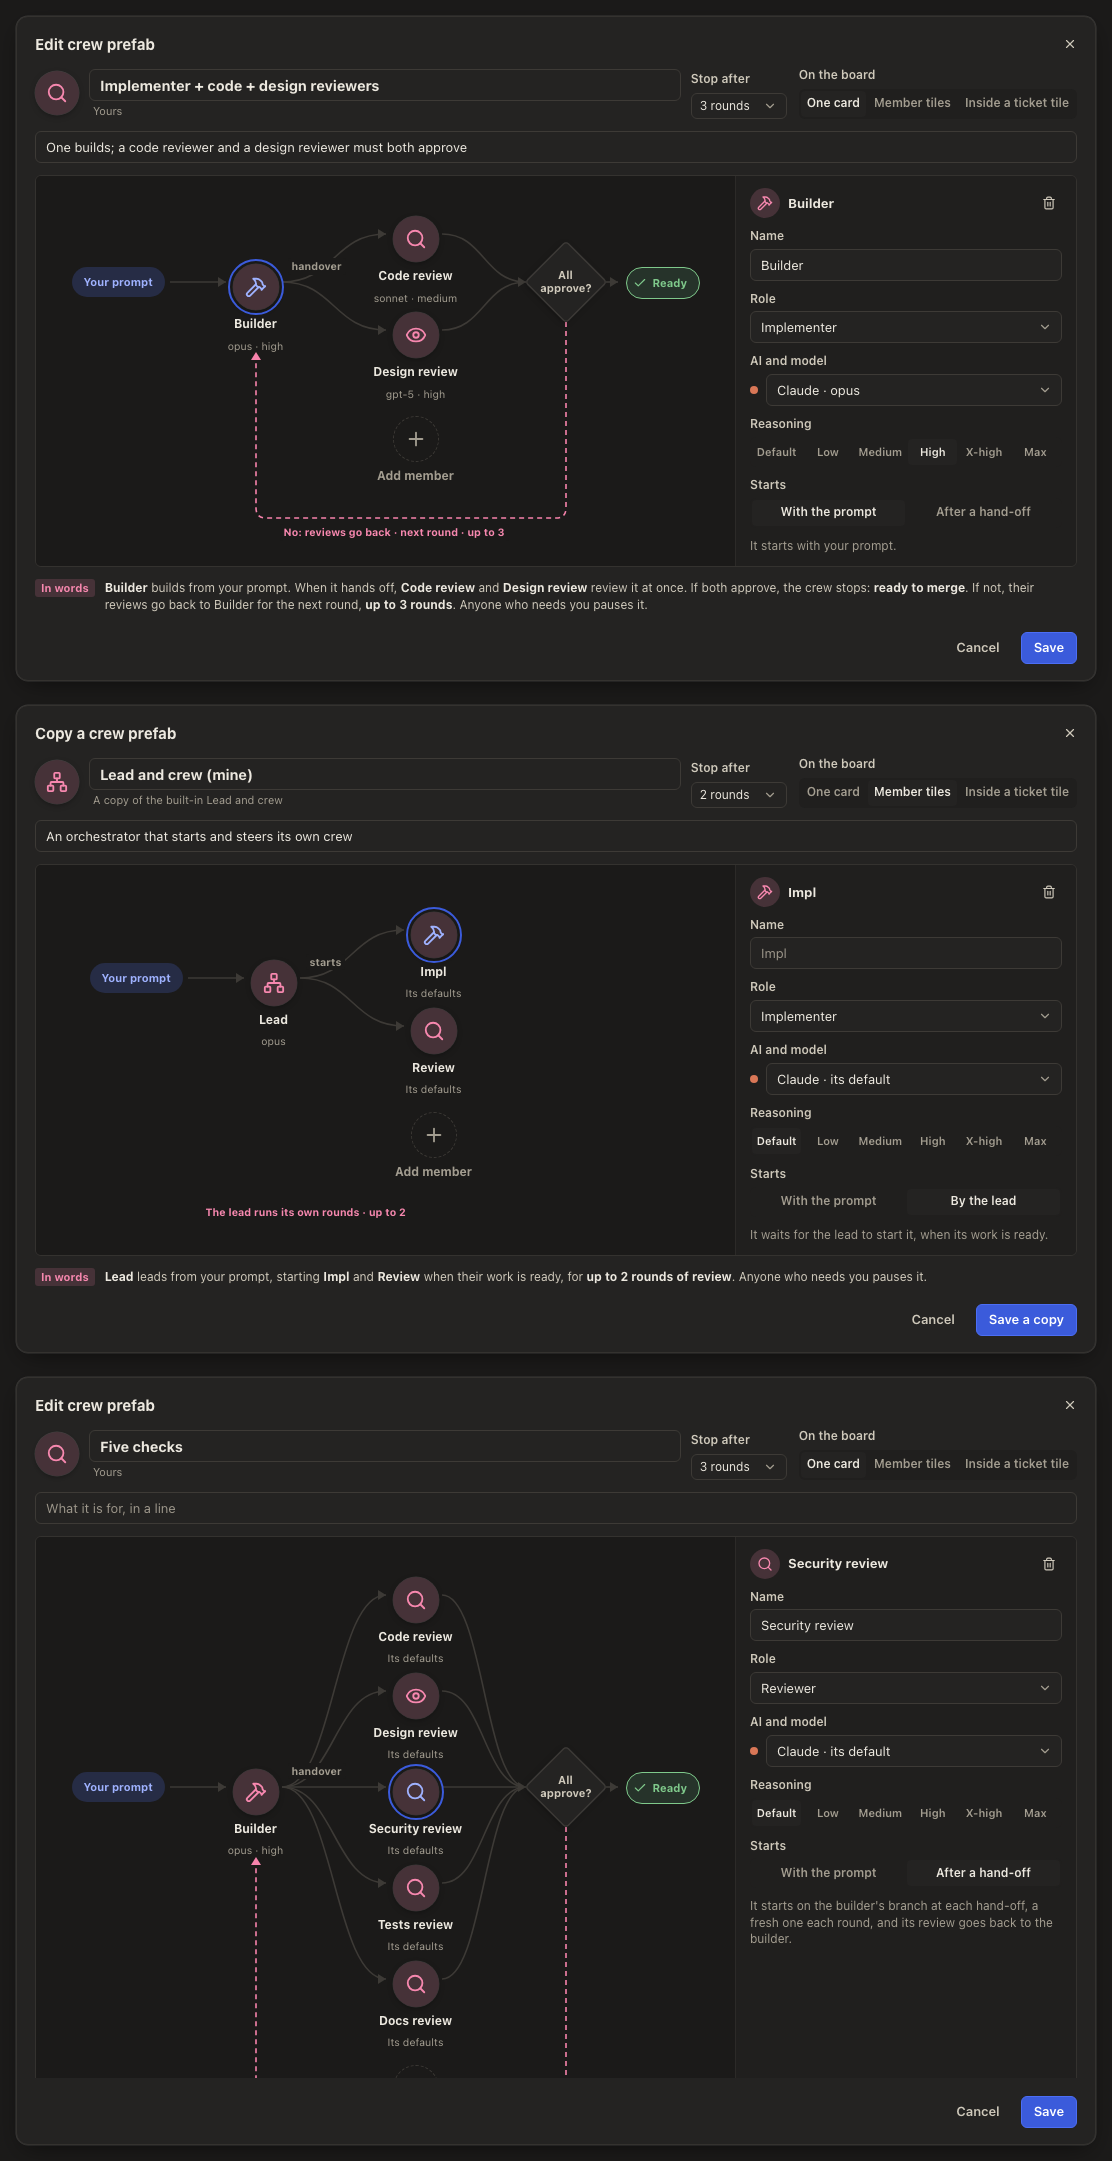 Edit crew prefab
Implementer + code + design reviewers
Yours
Stop after
3 rounds
On the board
One card
Member tiles
Inside a ticket tile
One builds; a code reviewer and a design reviewer must both approve
Your prompt
Builder
opus · high
handover
Code review
sonnet · medium
Design review
gpt-5 · high
Add member
All
approve?
Ready
No: reviews go back · next round · up to 3
Builder
Name
Builder
Role
Implementer
AI and model
Claude · opus
Reasoning
Default
Low
Medium
High
X-high
Max
Starts
With the prompt
After a hand-off
It starts with your prompt.
In words
Builder builds from your prompt. When it hands off, Code review and Design review review it at once. If both approve, the crew stops: ready to merge. If not, their
reviews go back to Builder for the next round, up to 3 rounds. Anyone who needs you pauses it.
Cancel
Save
Copy a crew prefab
Lead and crew (mine)
A copy of the built-in Lead and crew
Stop after
2 rounds
On the board
One card
Member tiles
Inside a ticket tile
An orchestrator that starts and steers its own crew
Your prompt
Lead
opus
starts
Impl
Its defaults
Review
Its defaults
Add member
The lead runs its own rounds · up to 2
Impl
Name
Impl
Role
Implementer
AI and model
Claude · its default
Reasoning
Default
Low
Medium
High
X-high
Max
Starts
With the prompt
By the lead
It waits for the lead to start it, when its work is ready.
In words
Lead leads from your prompt, starting Impl and Review when their work is ready, for up to 2 rounds of review. Anyone who needs you pauses it.
Cancel
Save a copy
Edit crew prefab
Five checks
Yours
Stop after
3 rounds
On the board
One card
Member tiles
Inside a ticket tile
What it is for, in a line
Your prompt
Builder
opus · high
handover
Code review
Its defaults
Design review
Its defaults
Security review
Its defaults
Tests review
Its defaults
Docs review
Its defaults
All
approve?
Ready
Security review
Name
Security review
Role
Reviewer
AI and model
Claude · its default
Reasoning
Default
Low
Medium
High
X-high
Max
Starts
With the prompt
After a hand-off
It starts on the builder's branch at each hand-off, a
fresh one each round, and its review goes back to the
builder.
Cancel
Save